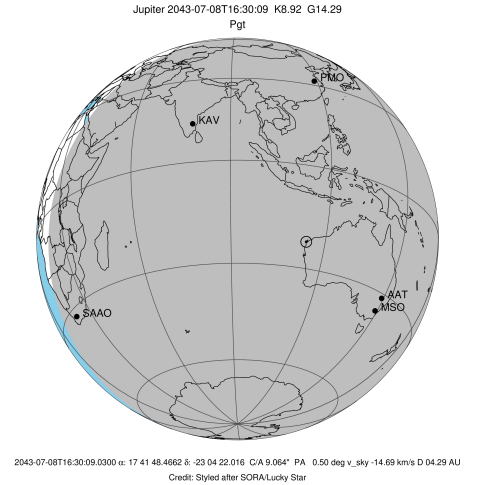 Jupiter 2043-07-08T16:30:09 K8.92 G14.29
Pgt
PMO
KAV
AAT
MSO
SAAO
2043-07-08T16:30:09.0300 α: 17 41 48.4662 δ: -23 04 22.016 C/A 9.064" PA 0.50 deg v_sky -14.69 km/s D 04.29 AU
Credit: Styled after SORA/Lucky Star